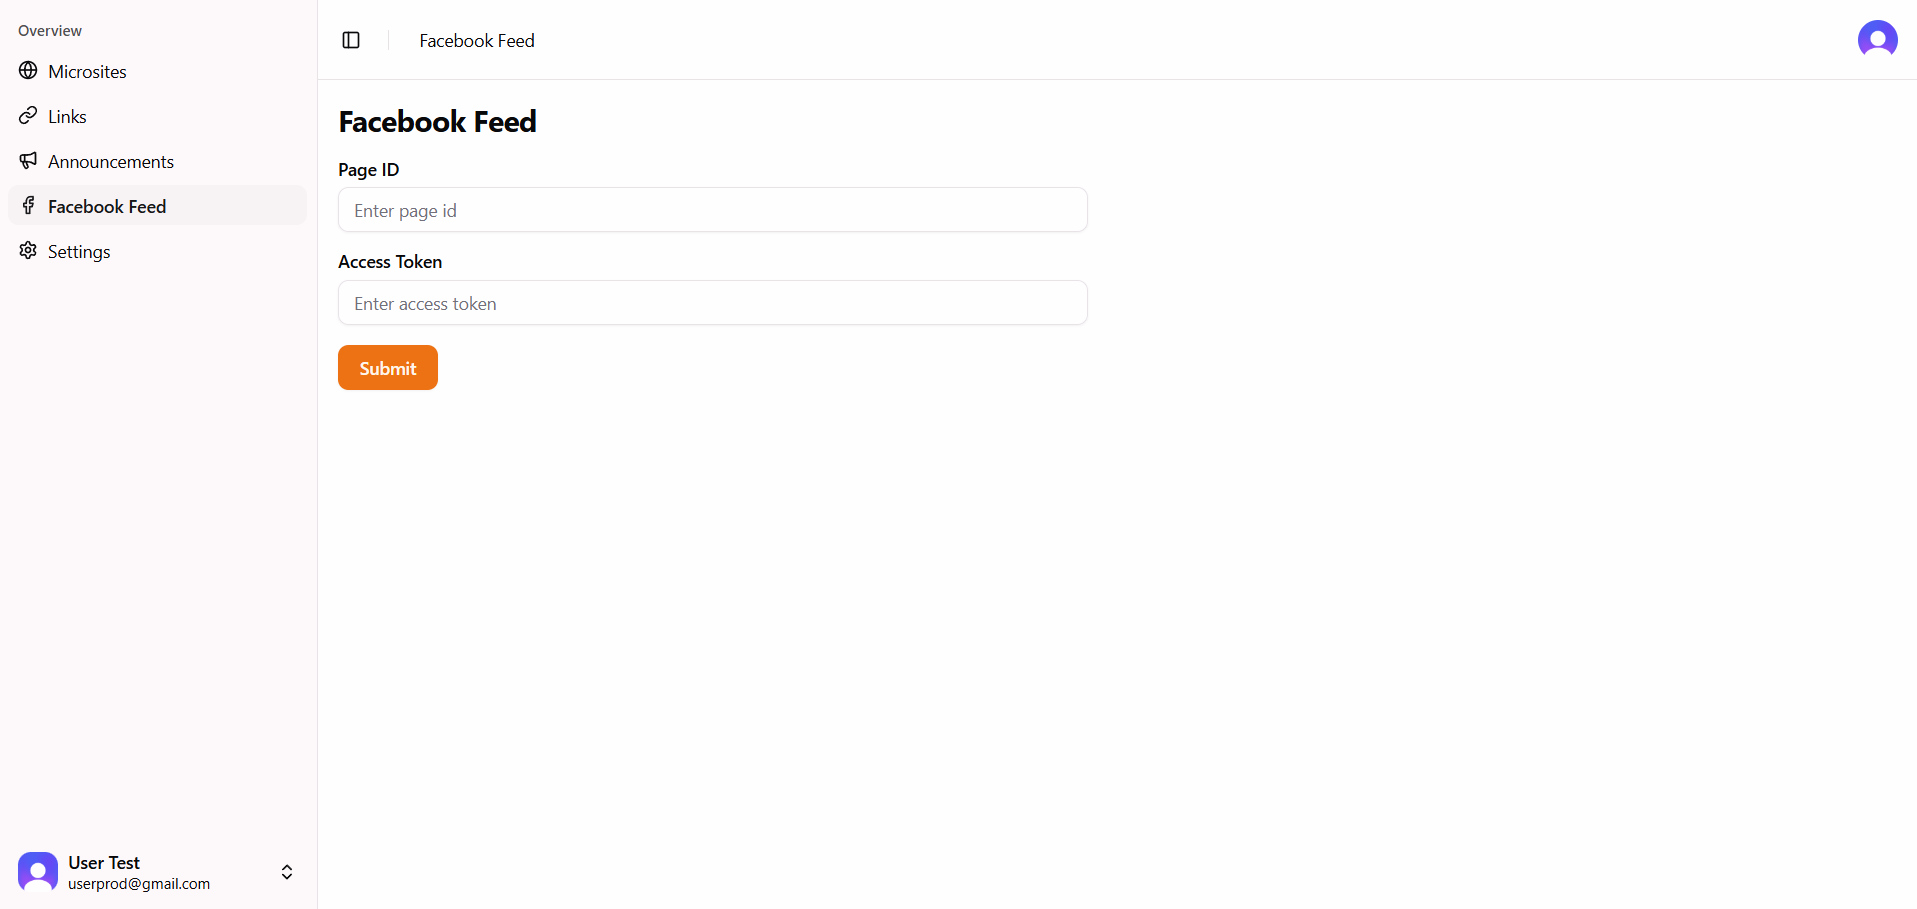 Overview
Microsites
Links
Announcements
Facebook Feed
Settings
User Test
userprod@gmail.com
Facebook Feed
Facebook Feed
Page ID
Enter page id
Access Token
Enter access token
Submit